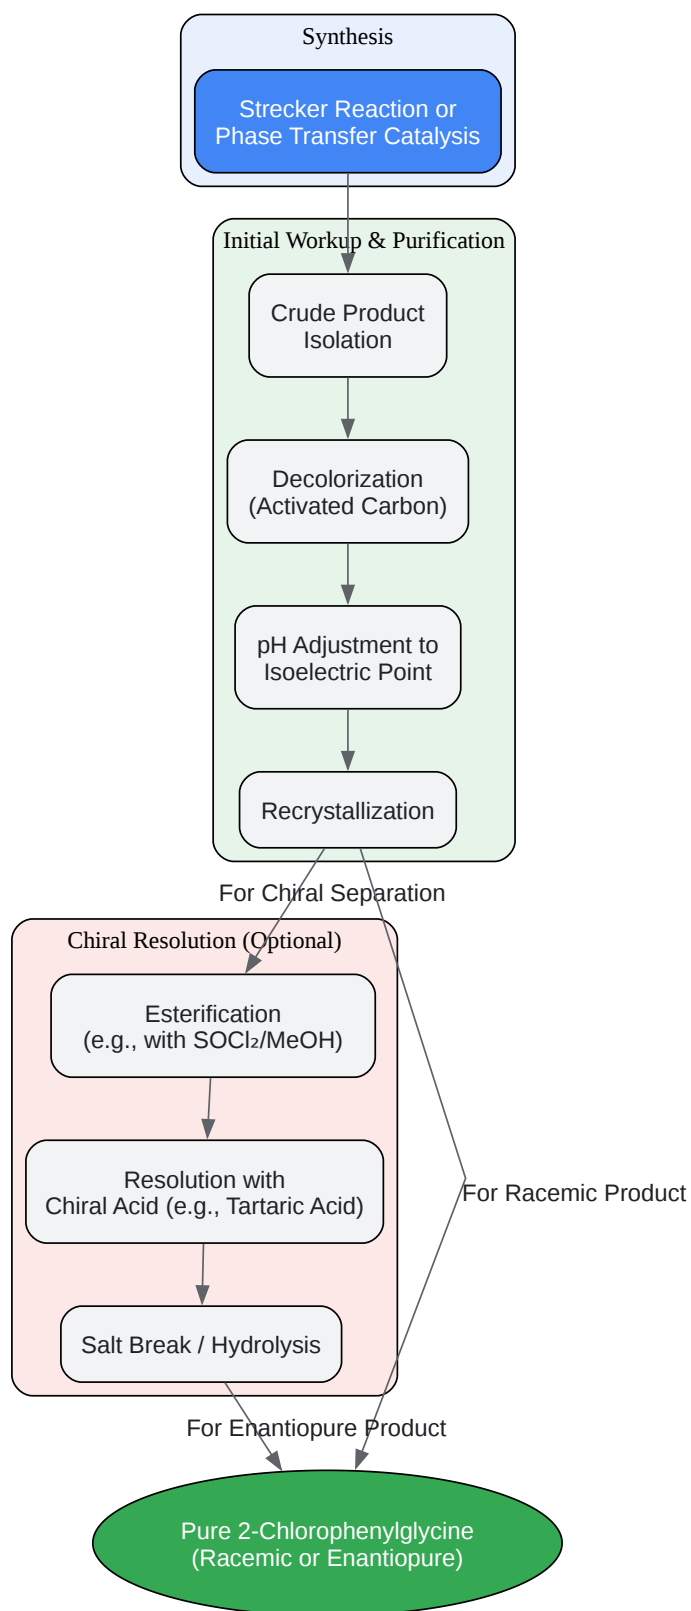 Synthesis
Strecker Reaction or
Phase Transfer Catalysis
Initial Workup & Purification
Crude Product
Isolation
Decolorization
(Activated Carbon)
pH Adjustment to
Isoelectric Point
Recrystallization
For Chiral Separation
Chiral Resolution (Optional)
Esterification
(e.g., with SOCl₂/MeOH)
Resolution with
Chiral Acid (e.g., Tartaric Acid)
For Racemic Product
Salt Break / Hydrolysis
For Enantiopure Product
Pure 2-Chlorophenylglycine
(Racemic or Enantiopure)